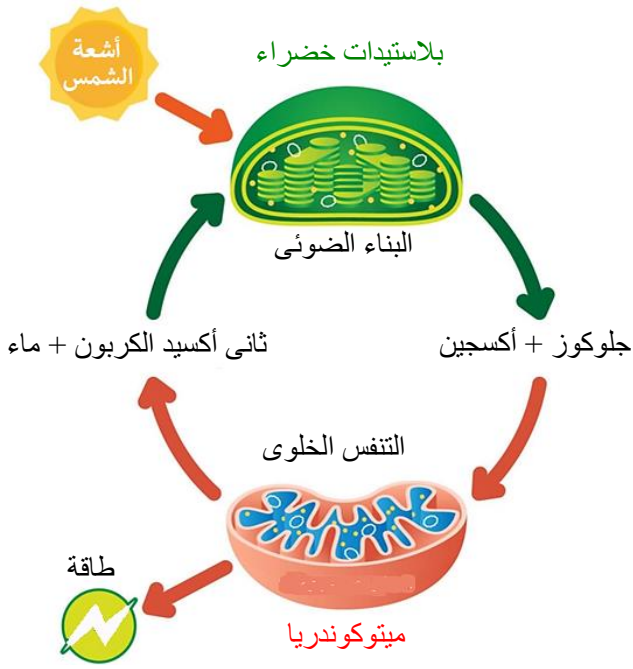 بلاستيدات خضراء
أشعة
الشمس
البناء الضوئى
جلوكوز + أكسجين
ثانى أكسيد الكربون + ماء
التنفس الخلوى
طاقة
ميتوكوندريا